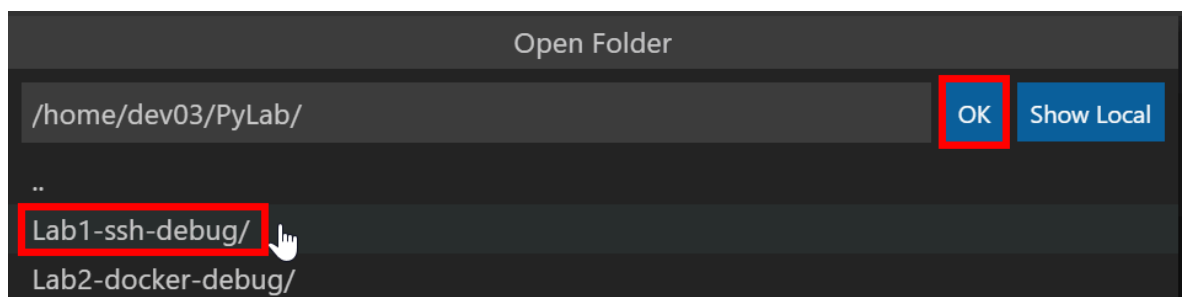 Open Folder
/home/dev03/PyLab/ OK Show Local
..
Lab1-ssh-debug/
Lab2-docker-debug/